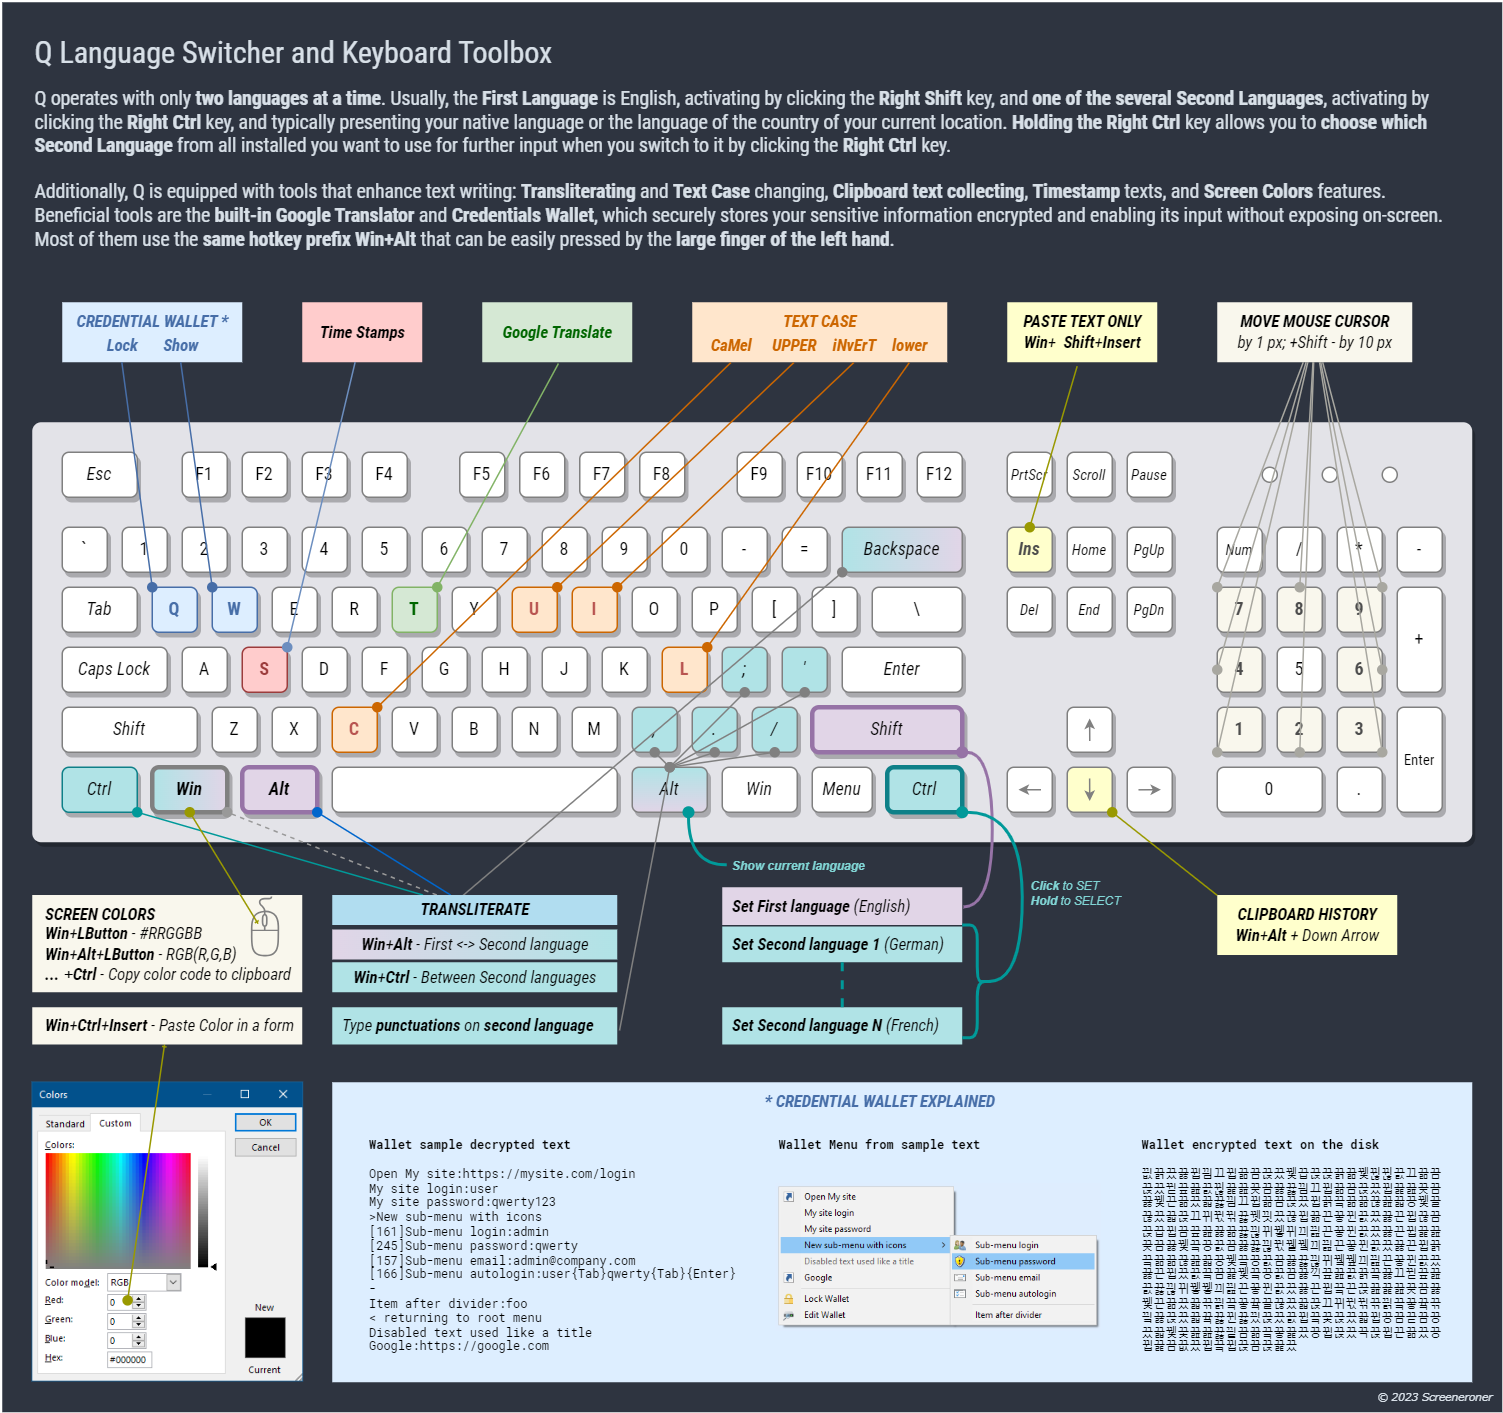 Q Language Switcher and Keyboard Toolbox
Q operates with only two languages at a time. Usually, the First Language is English, activating by clicking the Right Shift key, and one of the several Second Languages, activating by
clicking the Right Ctrl key, and typically presenting your native language or the language of the country of your current location. Holding the Right Ctrl key allows you to choose which
Second Language from all installed you want to use for further input when you switch to it by clicking the Right Ctrl key.
Additionally, Q is equipped with tools that enhance text writing: Transliterating and Text Case changing, Clipboard text collecting, Timestamp texts, and Screen Colors features.
Beneficial tools are the built-in Google Translator and Credentials Wallet, which securely stores your sensitive information encrypted and enabling its input without exposing on-screen.
Most of them use the same hotkey prefix Win+Alt that can be easily pressed by the large finger of the left hand.
CREDENTIAL WALLET *
Lock Show
Time Stamps
Google Translate
TEXT CASE
CaMel UPPER iNvErT lower
PASTE TEXT ONLY
Win+ Shift+Insert
MOVE MOUSE CURSOR
by 1 px; +Shift - by 10 px
Esc F1 F2 F3 F4 F5 F6 F7 F8 F9 F10 F11 F12 PrtScr Scroll Pause
` 1 2 3 4 5 6 7 8 9 0 - = Backspace Ins Home PgUp Num / * -
Tab Q W E R T Y U I O P [ ] \ Del End PgDn 7 8 9 +
Caps Lock A S D F G H J K L ; ' Enter 4 5 6
Shift Z X C V B N M , . / Shift ↑ 1 2 3 Enter
Ctrl Win Alt Alt Win Menu Ctrl ← ↓ → 0 .
Show current language
SCREEN COLORS
Win+LButton - #RRGGBB
Win+Alt+LButton - RGB(R,G,B)
... +Ctrl - Copy color code to clipboard
Win+Ctrl+Insert - Paste Color in a form
TRANSLITERATE
Win+Alt - First <-> Second language
Win+Ctrl - Between Second languages
Type punctuations on second language
Set First language (English)
Set Second language 1 (German)
Set Second language N (French)
Click to SET
Hold to SELECT
CLIPBOARD HISTORY
Win+Alt + Down Arrow
Colors
Standard Custom
OK
Cancel
Colors:
Color model: RGB
Red: 0
Green: 0
Blue: 0
Hex: #000000
New
Current
* CREDENTIAL WALLET EXPLAINED
Wallet sample decrypted text
Open My site:https://mysite.com/login
My site login:user
My site password:qwerty123
>New sub-menu with icons
[161]Sub-menu login:admin
[245]Sub-menu password:qwerty
[157]Sub-menu email:admin@company.com
[166]Sub-menu autologin:user{Tab}qwerty{Tab}{Enter}
-
Item after divider:foo
< returning to root menu
Disabled text used like a title
Google:https://google.com
Wallet Menu from sample text
Open My site
My site login
My site password
New sub-menu with icons
Disabled text used like a title
Google
Lock Wallet
Edit Wallet
Sub-menu login
Sub-menu password
Sub-menu email
Sub-menu autologin
Item after divider
Wallet encrypted text on the disk
© 2023 Screeneroner